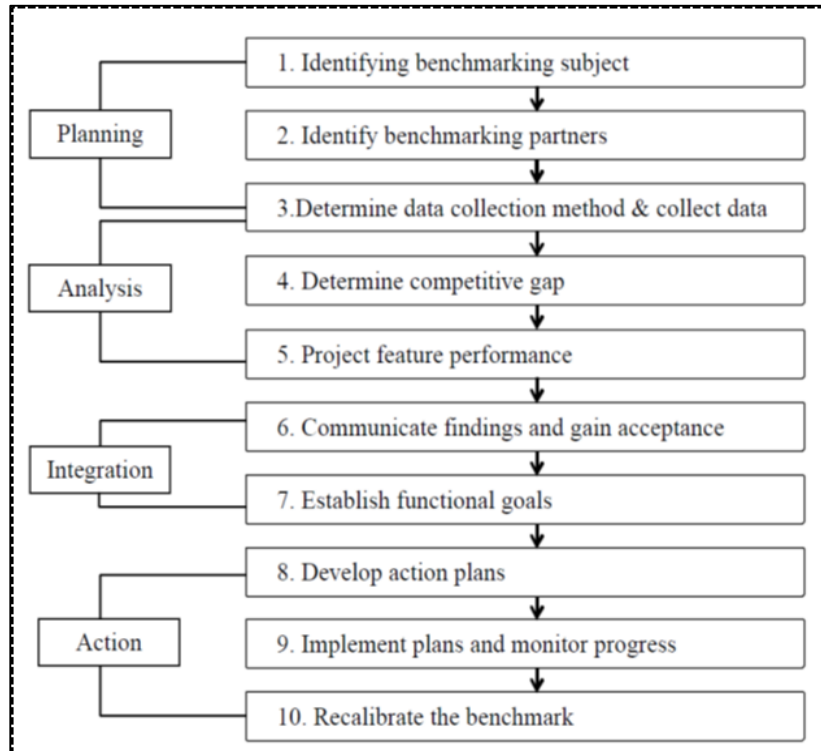 1. Identifying benchmarking subject
Planning
2. Identify benchmarking partners
3.Determine data collection method & collect data
Analysis
4. Determine competitive gap
5. Project feature performance
6. Communicate findings and gain acceptance
Integration
7. Establish functional goals
8. Develop action plans
Action
9. Implement plans and monitor progress
10. Recalibrate the benchmark